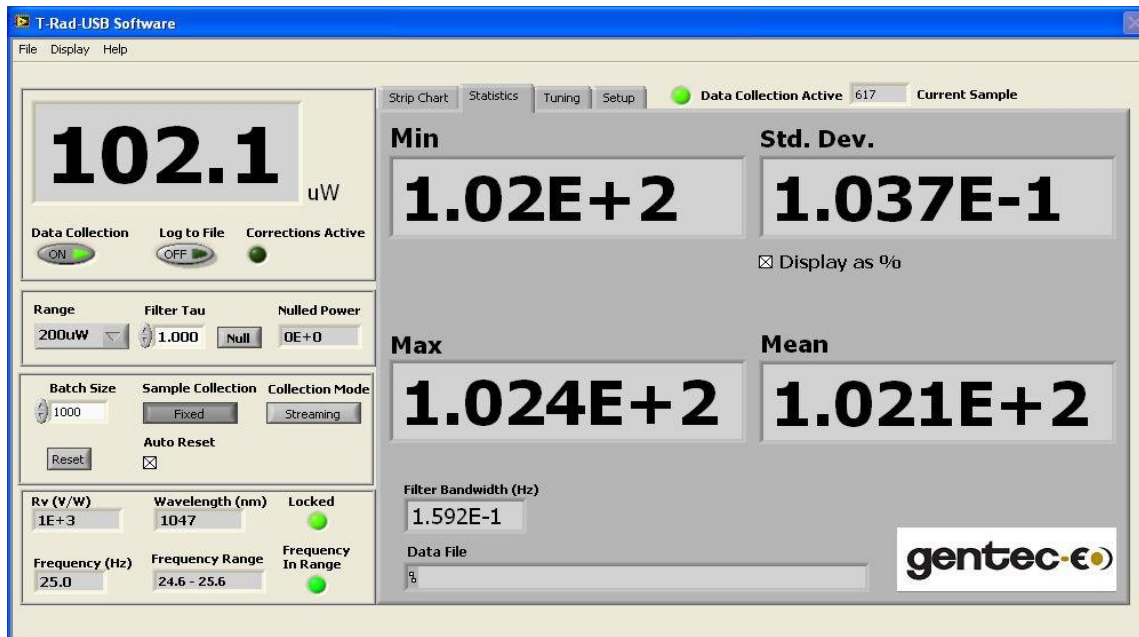 T-Rad-USB Software
File Display Help
102.1
uW
Data Collection Log to File Corrections Active
ON OFF
Range Filter Tau Nulled Power
200uW 1.000 Null 0E+0
Batch Size Sample Collection Collection Mode
1000 Fixed Streaming
Auto Reset
Reset
Rv (V/W) Wavelength (nm) Locked
1E+3 1047
Frequency (Hz) Frequency Range Frequency In Range
25.0 24.6 - 25.6
Strip Chart Statistics Tuning Setup Data Collection Active 617 Current Sample
Min Std. Dev.
1.02E+2 1.037E-1
Display as %
Max Mean
1.024E+2 1.021E+2
Filter Bandwidth (Hz)
1.592E-1
Data File
%
gentec-eo